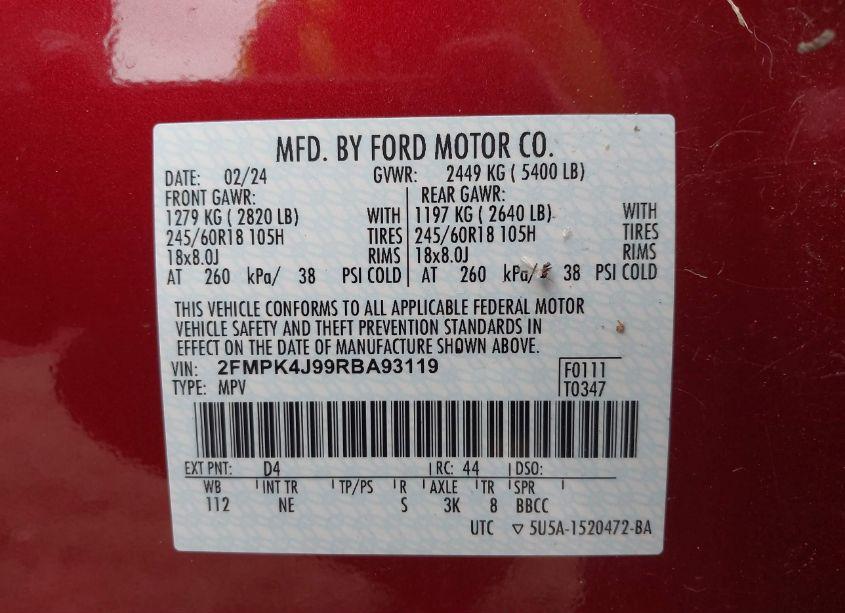 MFD. BY FORD MOTOR CO.
DATE: 02/24 GVWR: 2449 KG ( 5400 LB)
FRONT GAWR: REAR GAWR:
1279 KG ( 2820 LB) WITH 1197 KG ( 2640 LB) WITH
245/60R18 105H TIRES 245/60R18 105H TIRES
18x8.0J RIMS 18x8.0J RIMS
AT 260 kPa/ 38 PSI COLD AT 260 kPa/ 38 PSI COLD
THIS VEHICLE CONFORMS TO ALL APPLICABLE FEDERAL MOTOR
VEHICLE SAFETY AND THEFT PREVENTION STANDARDS IN
EFFECT ON THE DATE OF MANUFACTURE SHOWN ABOVE.
VIN: 2FMPK4J99RBA93119 F0111
TYPE: MPV T0347
EXT PNT: D4 RC: 44 DSO:
WB INT TR TP/PS R AXLE TR SPR
112 NE S 3K 8 BBCC
UTC ▽ 5U5A-1520472-BA